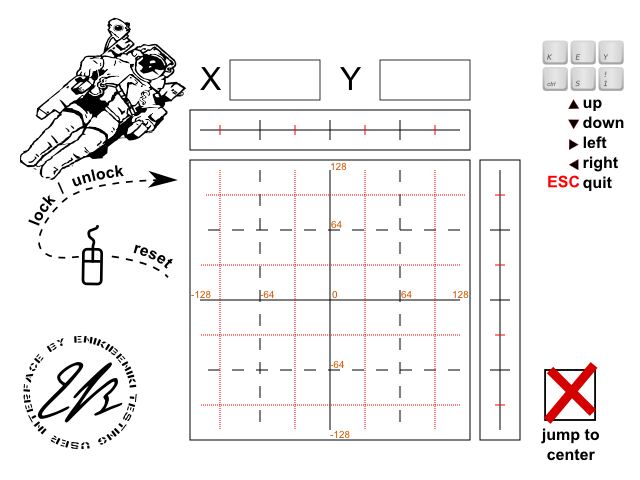 X Y
K E Y
ctrl S ! 1
up
down
left
right
ESC quit
lock / unlock
reset
128
64
-128 -64 0 64 128
-64
-128
INTERFACE BY ENIKIBENIKI TESTING USER
jump to
center